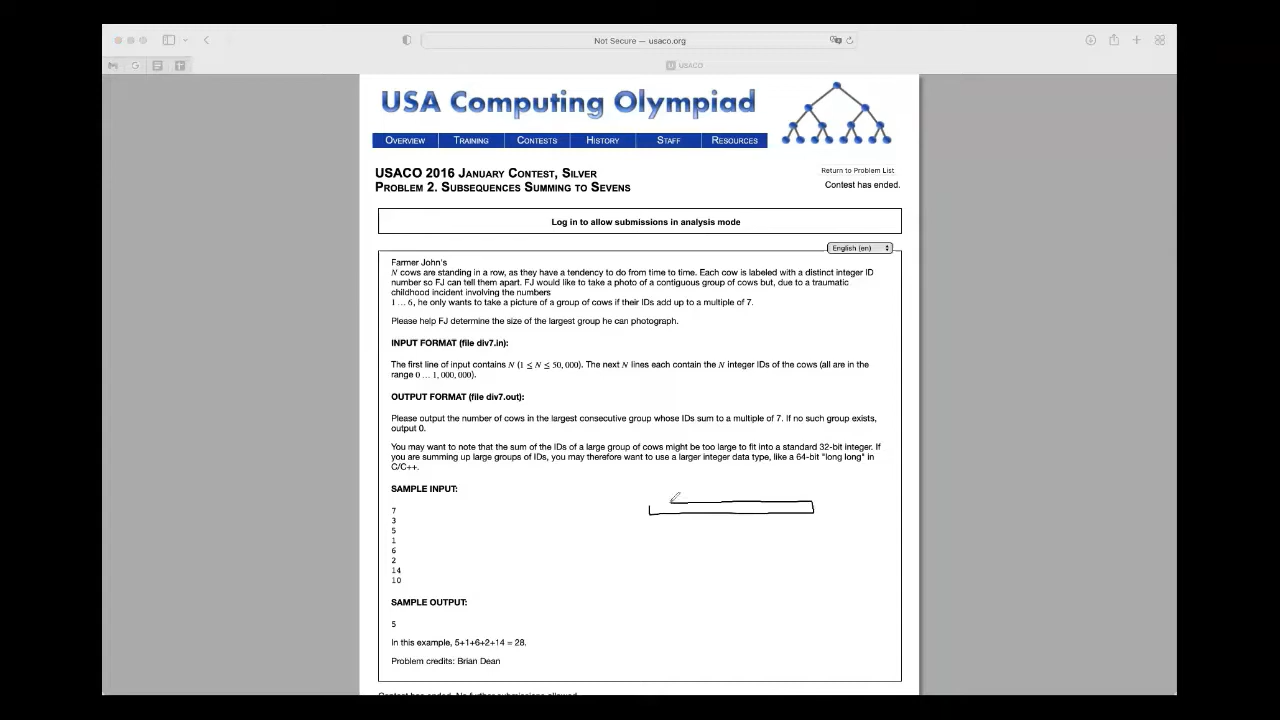 Not Secure — usaco.org
USACO
USA Computing Olympiad
OVERVIEW TRAINING CONTESTS HISTORY STAFF RESOURCES
USACO 2016 JANUARY CONTEST, SILVER
PROBLEM 2. SUBSEQUENCES SUMMING TO SEVENS
Return to Problem List
Contest has ended.
Log in to allow submissions in analysis mode
English (en)
Farmer John's
N cows are standing in a row, as they have a tendency to do from time to time. Each cow is labeled with a distinct integer ID
number so FJ can tell them apart. FJ would like to take a photo of a contiguous group of cows but, due to a traumatic
childhood incident involving the numbers
1 … 6, he only wants to take a picture of a group of cows if their IDs add up to a multiple of 7.
Please help FJ determine the size of the largest group he can photograph.
INPUT FORMAT (file div7.in):
The first line of input contains N (1 ≤ N ≤ 50, 000). The next N lines each contain the N integer IDs of the cows (all are in the
range 0 … 1, 000, 000).
OUTPUT FORMAT (file div7.out):
Please output the number of cows in the largest consecutive group whose IDs sum to a multiple of 7. If no such group exists,
output 0.
You may want to note that the sum of the IDs of a large group of cows might be too large to fit into a standard 32-bit integer. If
you are summing up large groups of IDs, you may therefore want to use a larger integer data type, like a 64-bit "long long" in
C/C++.
SAMPLE INPUT:
7
3
5
1
6
2
14
10
SAMPLE OUTPUT:
5
In this example, 5+1+6+2+14 = 28.
Problem credits: Brian Dean
Contest has ended. No further submissions allowed.